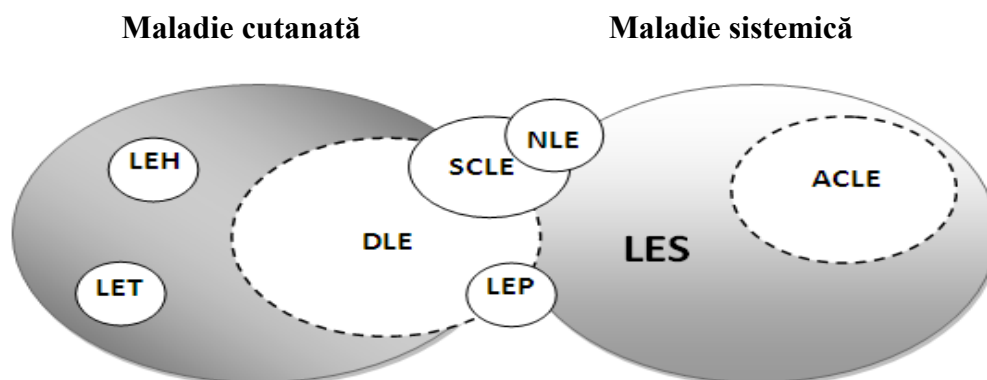 Maladie cutanată
Maladie sistemică
NLE
LEH
SCLE
ACLE
DLE
LES
LET
LEP